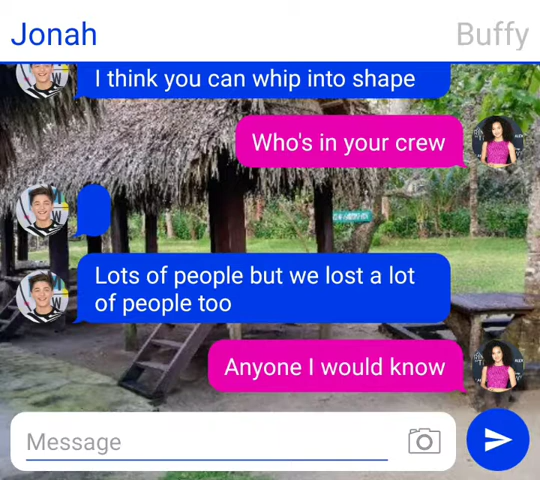 Jonah
Buffy
I think you can whip into shape
Who's in your crew
Lots of people but we lost a lot
of people too
Anyone I would know
Message